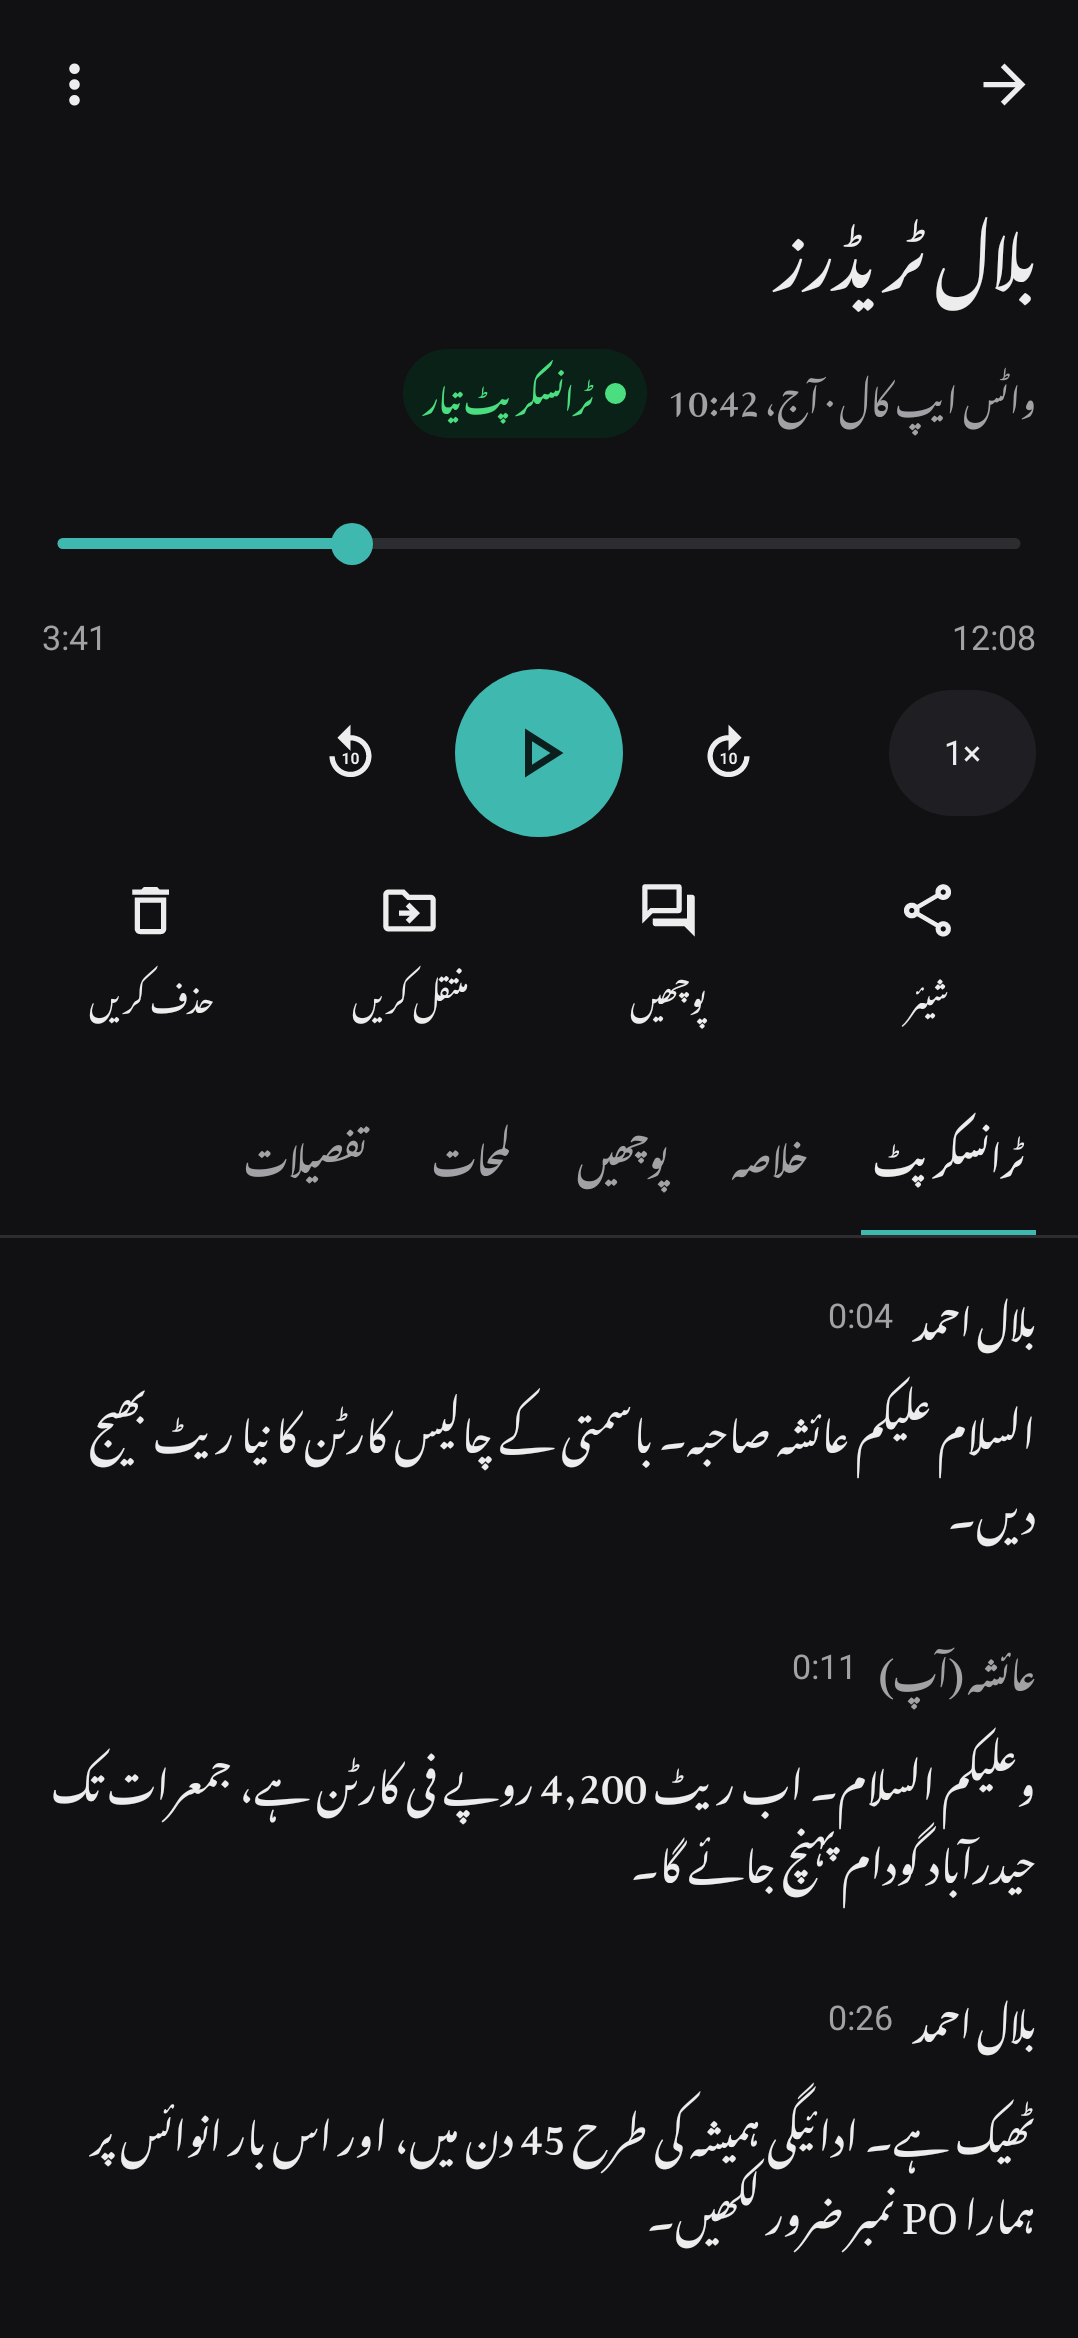 بلال ٹریڈرز
واٹس ایپ کال · آج، 10:42
ٹرانسکرپٹ تیار
3:41
12:08
10
10
1×
شیئر
پوچھیں
منتقل کریں
حذف کریں
ٹرانسکرپٹ
خلاصہ
پوچھیں
لمحات
تفصیلات
بلال احمد 0:04
السلام علیکم عائشہ صاحبہ۔ باسمتی کے چالیس کارٹن کا نیا ریٹ بھیج
دیں۔
عائشہ (آپ) 0:11
وعلیکم السلام۔ اب ریٹ 4,200 روپے فی کارٹن ہے، جمعرات تک
حیدرآباد گودام پہنچ جائے گا۔
بلال احمد 0:26
ٹھیک ہے۔ ادائیگی ہمیشہ کی طرح 45 دن میں، اور اس بار انوائس پر
ہمارا PO نمبر ضرور لکھیں۔